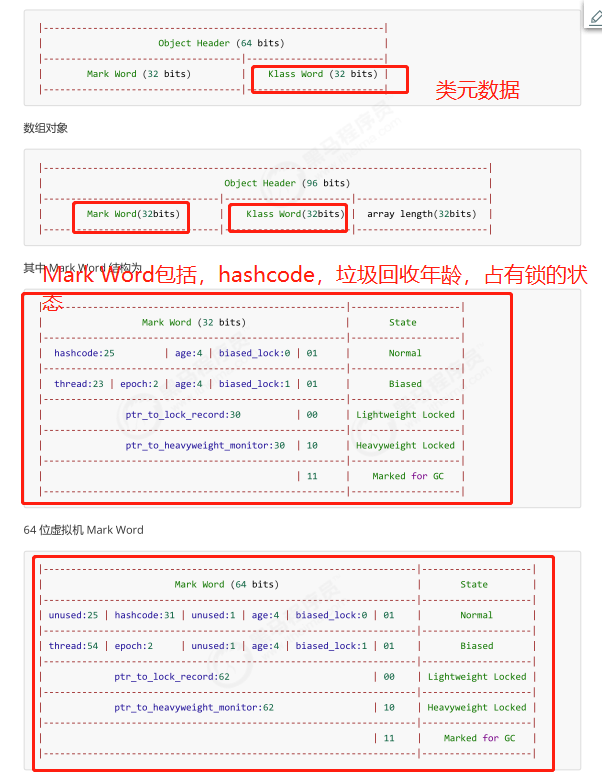 Object Header (64 bits)
Mark Word (32 bits) | Klass Word (32 bits) |
类元数据
数组对象
Object Header (96 bits)
Mark Word(32bits) | Klass Word(32bits) | array length(32bits) |
其中 Mark Word 结构为
Mark Word包括，hashcode，垃圾回收年龄，占有锁的状
态
Mark Word (32 bits) | State |
hashcode:25 | age:4 | biased_lock:0 | 01 | Normal |
thread:23 | epoch:2 | age:4 | biased_lock:1 | 01 | Biased |
ptr_to_lock_record:30 | 00 | Lightweight Locked |
ptr_to_heavyweight_monitor:30 | 10 | Heavyweight Locked |
| 11 | Marked for GC |
64 位虚拟机 Mark Word
Mark Word (64 bits) | State |
unused:25 | hashcode:31 | unused:1 | age:4 | biased_lock:0 | 01 | Normal |
thread:54 | epoch:2 | unused:1 | age:4 | biased_lock:1 | 01 | Biased |
ptr_to_lock_record:62 | 00 | Lightweight Locked |
ptr_to_heavyweight_monitor:62 | 10 | Heavyweight Locked |
| 11 | Marked for GC |